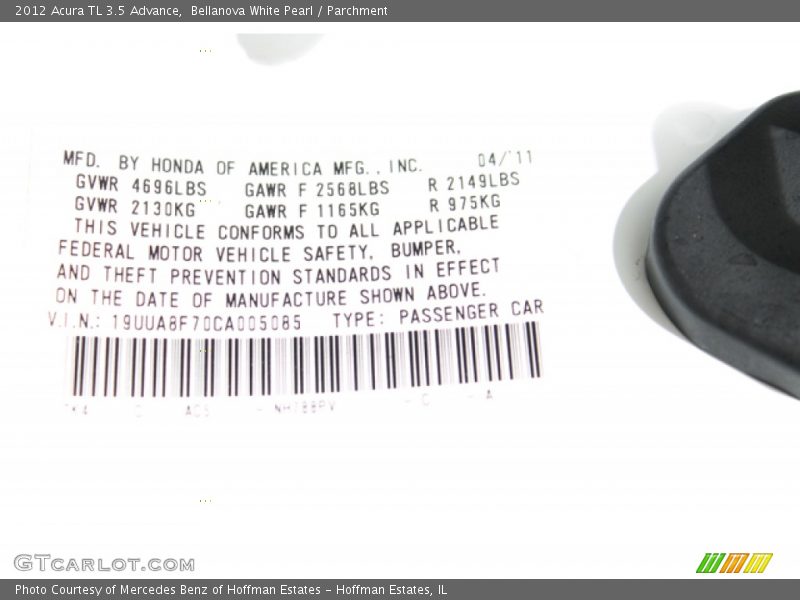 2012 Acura TL 3.5 Advance, Bellanova White Pearl / Parchment
MFD. BY HONDA OF AMERICA MFG., INC. 04/'11
GVWR 4696LBS GAWR F 2568LBS R 2149LBS
GVWR 2130KG GAWR F 1165KG R 975KG
THIS VEHICLE CONFORMS TO ALL APPLICABLE
FEDERAL MOTOR VEHICLE SAFETY, BUMPER,
AND THEFT PREVENTION STANDARDS IN EFFECT
ON THE DATE OF MANUFACTURE SHOWN ABOVE.
V.I.N.: 19UUA8F70CA005085 TYPE: PASSENGER CAR
C - NH788PV - C - A
GTCARLOT.COM
Photo Courtesy of Mercedes Benz of Hoffman Estates - Hoffman Estates, IL